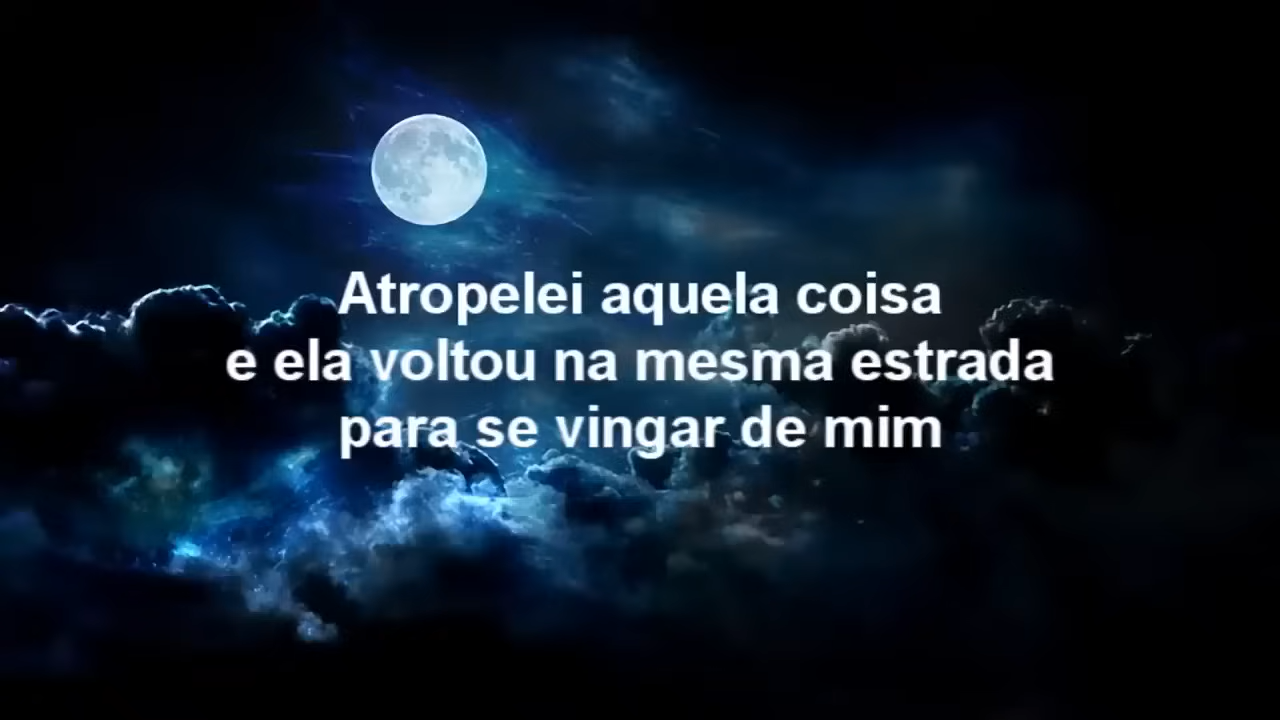 Atropelei aquela coisa
e ela voltou na mesma estrada
para se vingar de mim